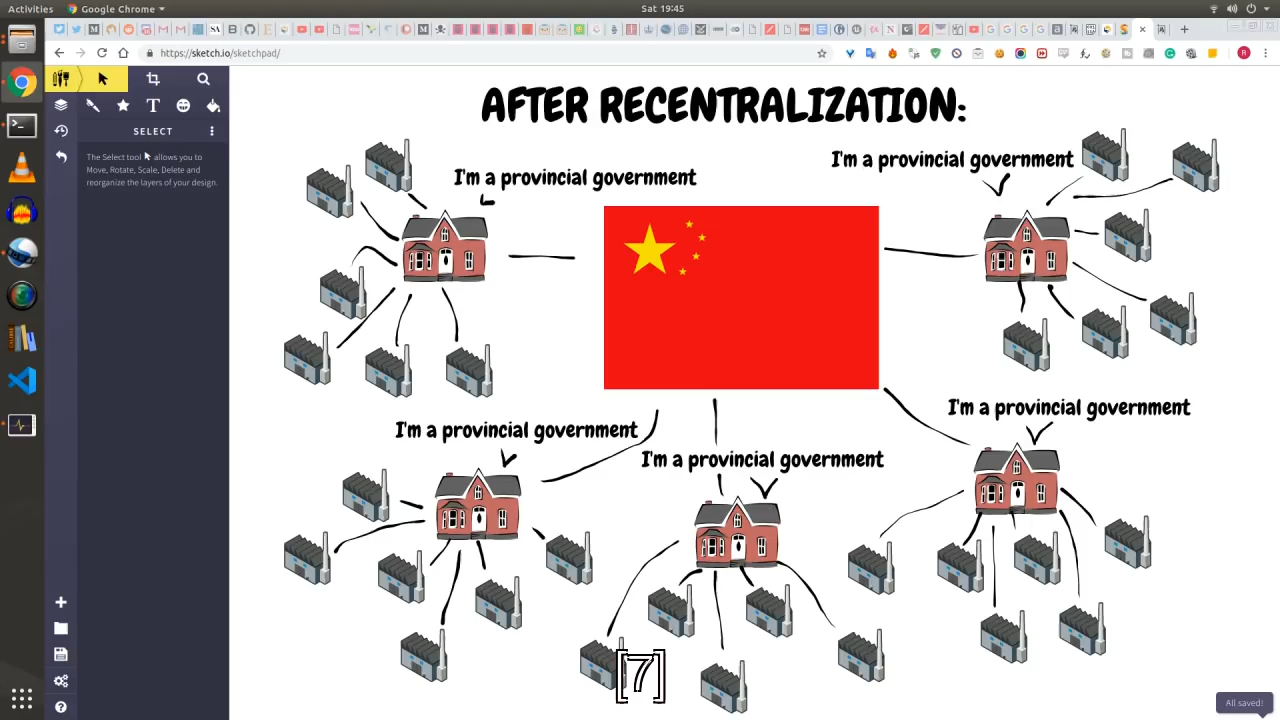 Activities
Google Chrome
Sat 19:45
https://sketch.io/sketchpad/
SELECT
The Select tool allows you to
Move, Rotate, Scale, Delete and
reorganize the layers of your design.
AFTER RECENTRALIZATION:
I'm a provincial government
I'm a provincial government
I'm a provincial government
I'm a provincial government
I'm a provincial government
[7]
All saved!